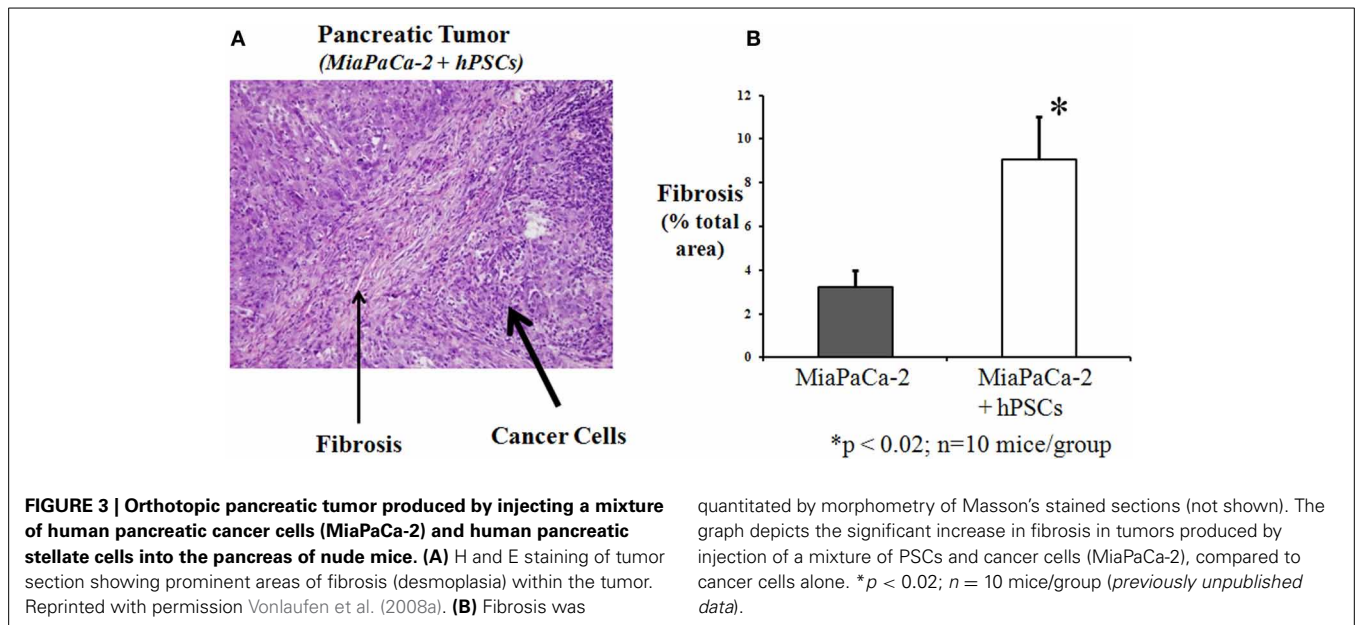 A
Pancreatic Tumor
(MiaPaCa-2 + hPSCs)
Fibrosis
Cancer Cells
B
12
10
8
6
4
2
0
Fibrosis
(% total
area)
*
MiaPaCa-2
MiaPaCa-2
+ hPSCs
*p < 0.02; n=10 mice/group
FIGURE 3 | Orthotopic pancreatic tumor produced by injecting a mixture
of human pancreatic cancer cells (MiaPaCa-2) and human pancreatic
stellate cells into the pancreas of nude mice. (A) H and E staining of tumor
section showing prominent areas of fibrosis (desmoplasia) within the tumor.
Reprinted with permission Vonlaufen et al. (2008a). (B) Fibrosis was
quantitated by morphometry of Masson's stained sections (not shown). The
graph depicts the significant increase in fibrosis in tumors produced by
injection of a mixture of PSCs and cancer cells (MiaPaCa-2), compared to
cancer cells alone. *p < 0.02; n = 10 mice/group (previously unpublished
data).